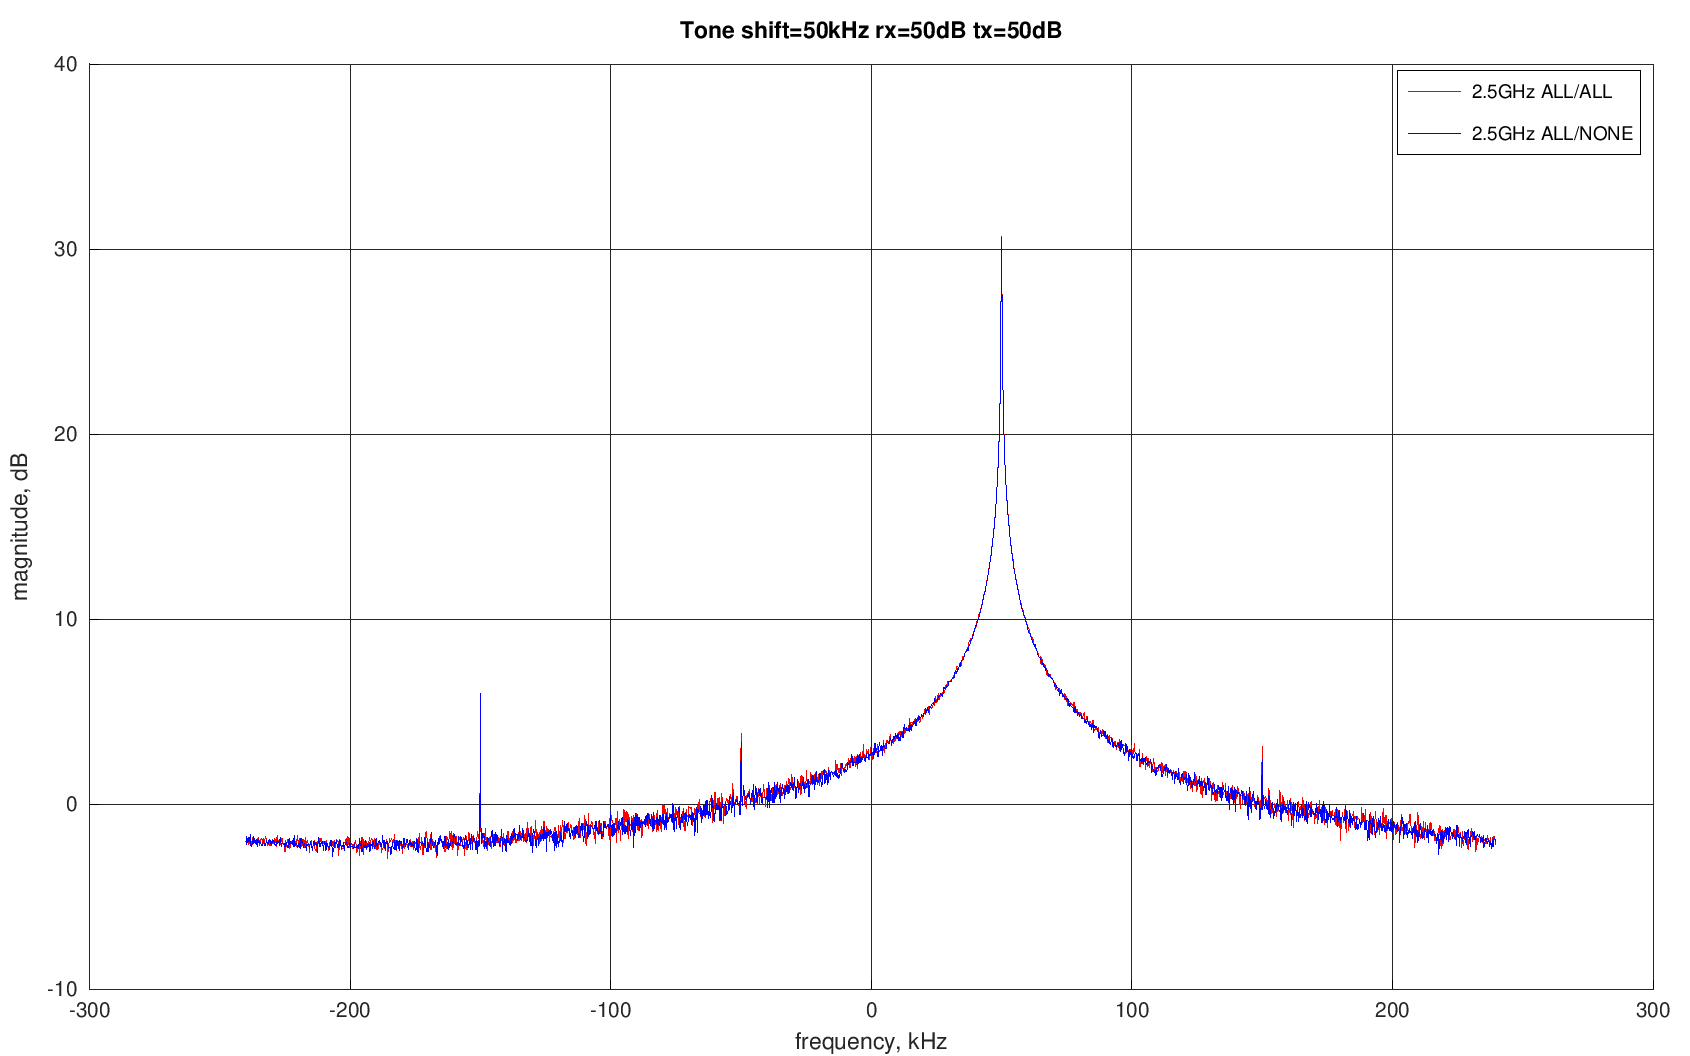 Tone shift=50kHz rx=50dB tx=50dB
40
30
20
10
0
-10
magnitude, dB
2.5GHz ALL/ALL
2.5GHz ALL/NONE
-300
-200
-100
0
100
200
300
frequency, kHz